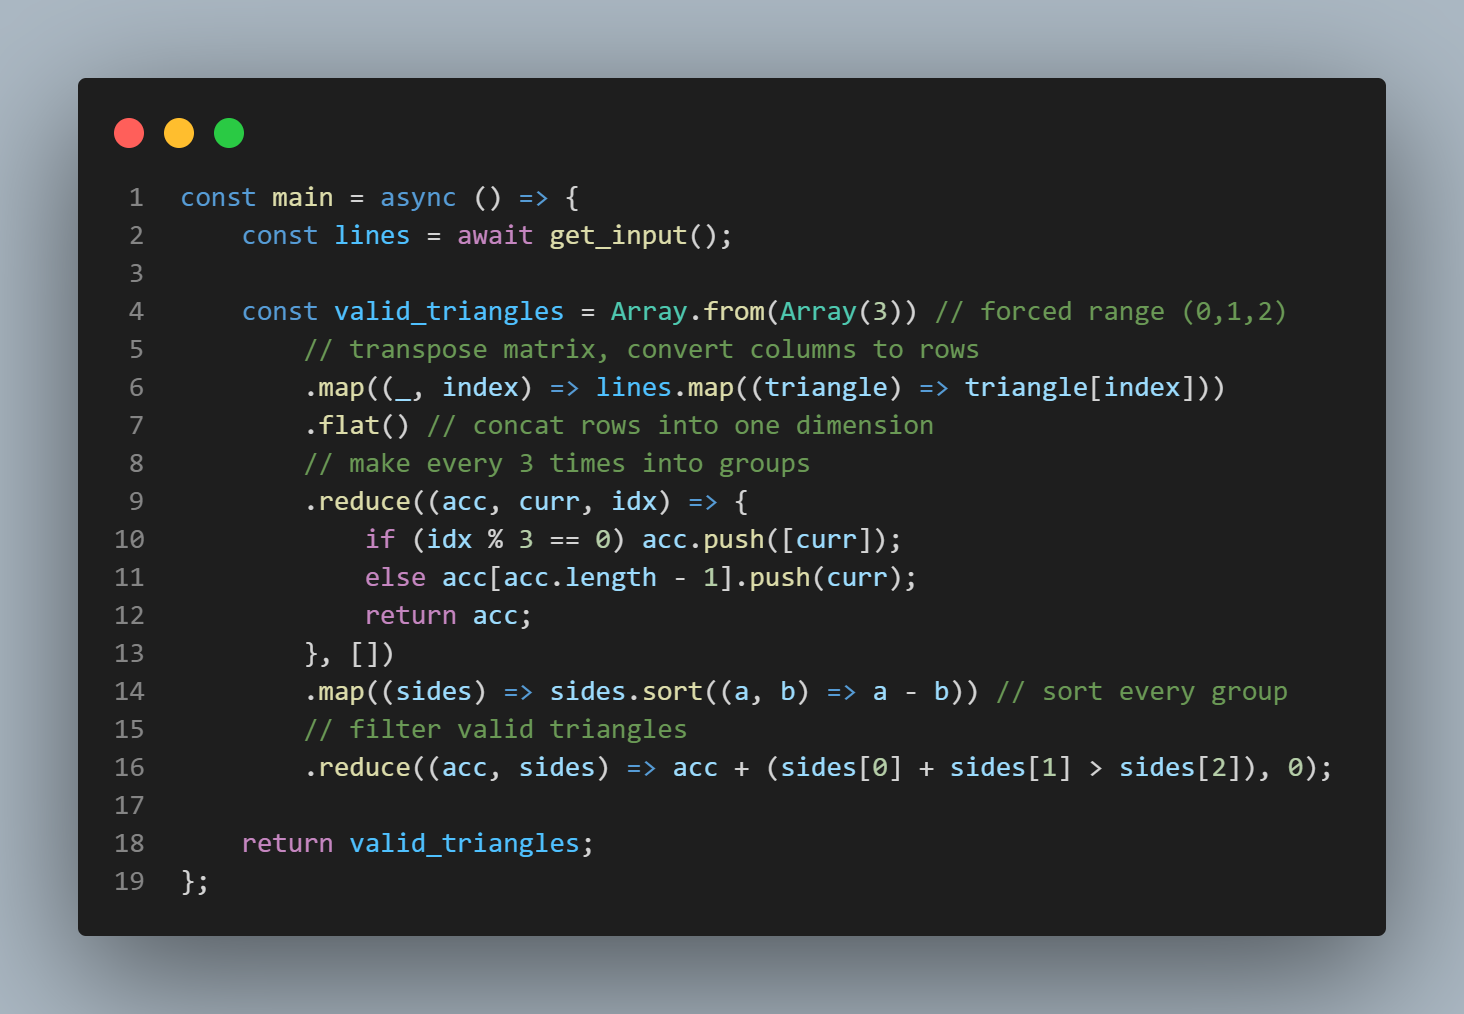 1 const main = async () => {
2     const lines = await get_input();
3
4     const valid_triangles = Array.from(Array(3)) // forced range (0,1,2)
5         // transpose matrix, convert columns to rows
6         .map((_, index) => lines.map((triangle) => triangle[index]))
7         .flat() // concat rows into one dimension
8         // make every 3 times into groups
9         .reduce((acc, curr, idx) => {
10             if (idx % 3 == 0) acc.push([curr]);
11             else acc[acc.length - 1].push(curr);
12             return acc;
13         }, [])
14         .map((sides) => sides.sort((a, b) => a - b)) // sort every group
15         // filter valid triangles
16         .reduce((acc, sides) => acc + (sides[0] + sides[1] > sides[2]), 0);
17
18     return valid_triangles;
19 };